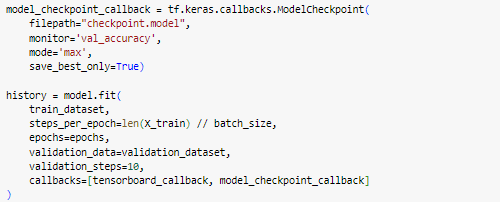 model_checkpoint_callback = tf.keras.callbacks.ModelCheckpoint(
    filepath="checkpoint.model",
    monitor='val_accuracy',
    mode='max',
    save_best_only=True)

history = model.fit(
    train_dataset,
    steps_per_epoch=len(X_train) // batch_size,
    epochs=epochs,
    validation_data=validation_dataset,
    validation_steps=10,
    callbacks=[tensorboard_callback, model_checkpoint_callback]
)